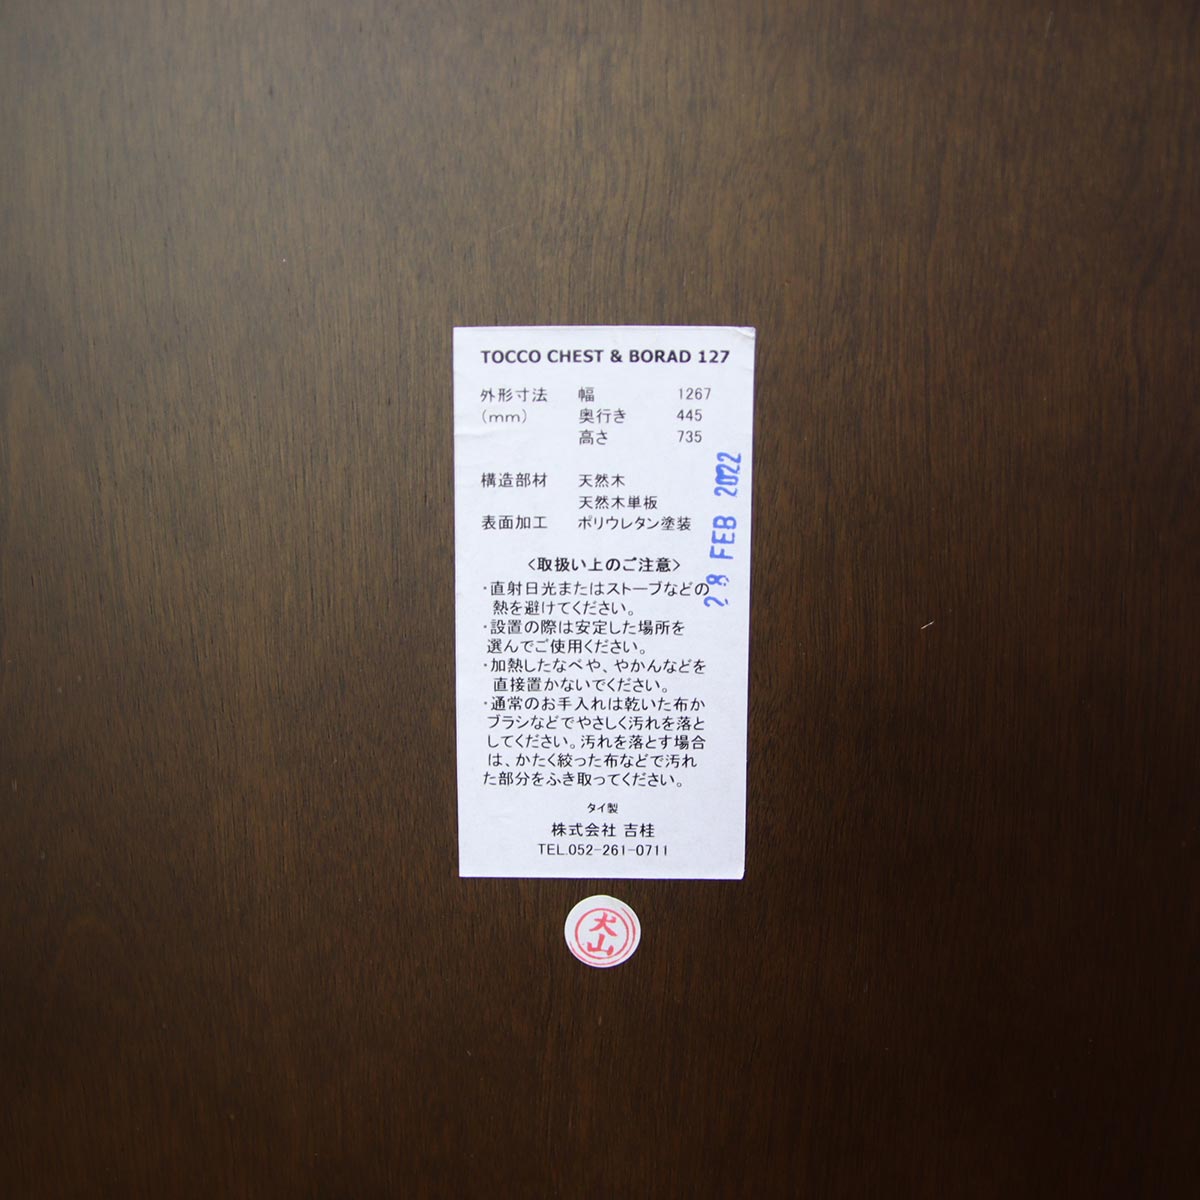 TOCCO CHEST & BORAD 127
外形寸法 幅 1267
(mm) 奥行き 445
高さ 735
構造部材 天然木
天然木単板
表面加工 ポリウレタン塗装
28 FEB 2022
<取扱い上のご注意>
・直射日光またはストーブなどの
熱を避けてください。
・設置の際は安定した場所を
選んでご使用ください。
・加熱したなべや、やかんなどを
直接置かないでください。
・通常のお手入れは乾いた布か
ブラシなどでやさしく汚れを落と
してください。汚れを落とす場合
は、かたく絞った布などで汚れ
た部分をふき取ってください。
タイ製
株式会社 吉桂
TEL.052-261-0711
犬
山